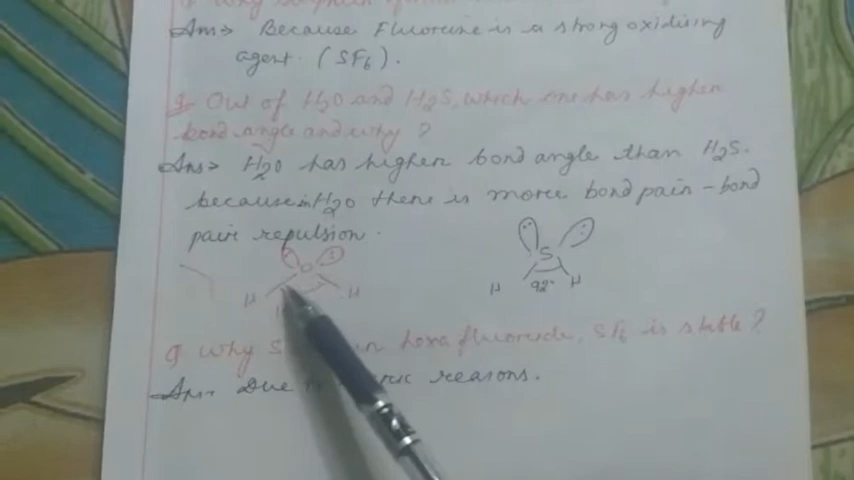 Ans→ Because Fluorine is a strong oxidising
agent. (SF6).
Q Out of H2O and H2S, which one has higher
bond angle and why ?
Ans→ H2O has higher bond angle than H2S.
because in H2O there is more bond pair - bond
pair repulsion.
O
S
H H
H 92° H
Q Why hexa fluoride, SF6 is stable ?
Ans→ Due reasons.